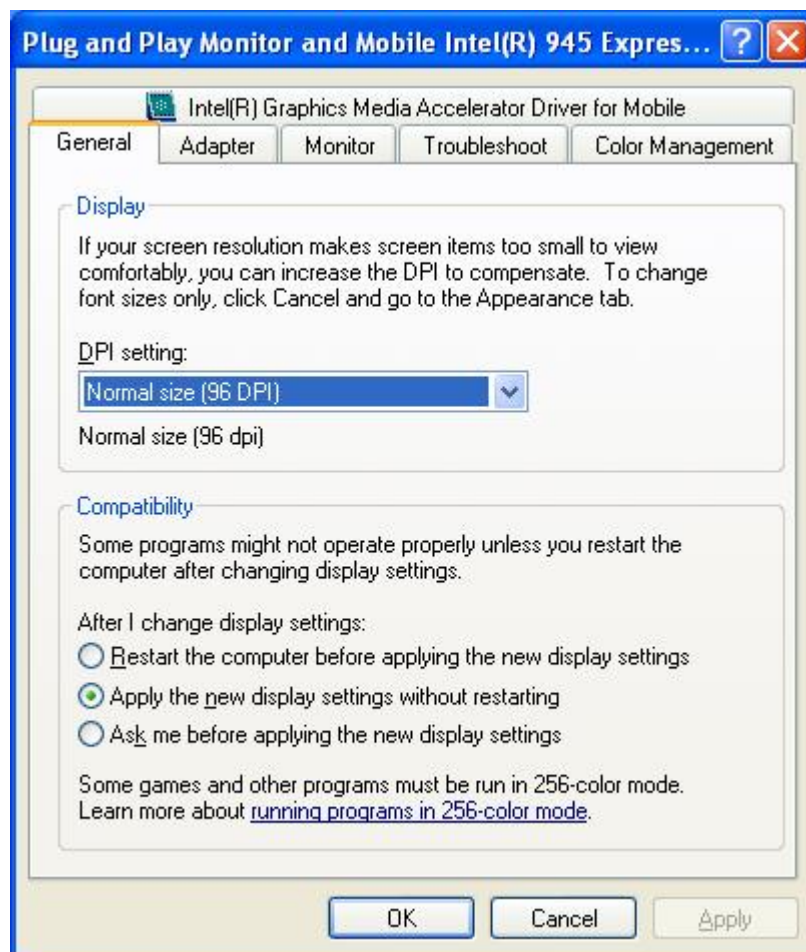 Plug and Play Monitor and Mobile Intel(R) 945 Expres...
Intel(R) Graphics Media Accelerator Driver for Mobile
General
Adapter
Monitor
Troubleshoot
Color Management
Display
If your screen resolution makes screen items too small to view
comfortably, you can increase the DPI to compensate. To change
font sizes only, click Cancel and go to the Appearance tab.
DPI setting:
Normal size (96 DPI)
Normal size (96 dpi)
Compatibility
Some programs might not operate properly unless you restart the
computer after changing display settings.
After I change display settings:
Restart the computer before applying the new display settings
Apply the new display settings without restarting
Ask me before applying the new display settings
Some games and other programs must be run in 256-color mode.
Learn more about running programs in 256-color mode.
OK
Cancel
Apply